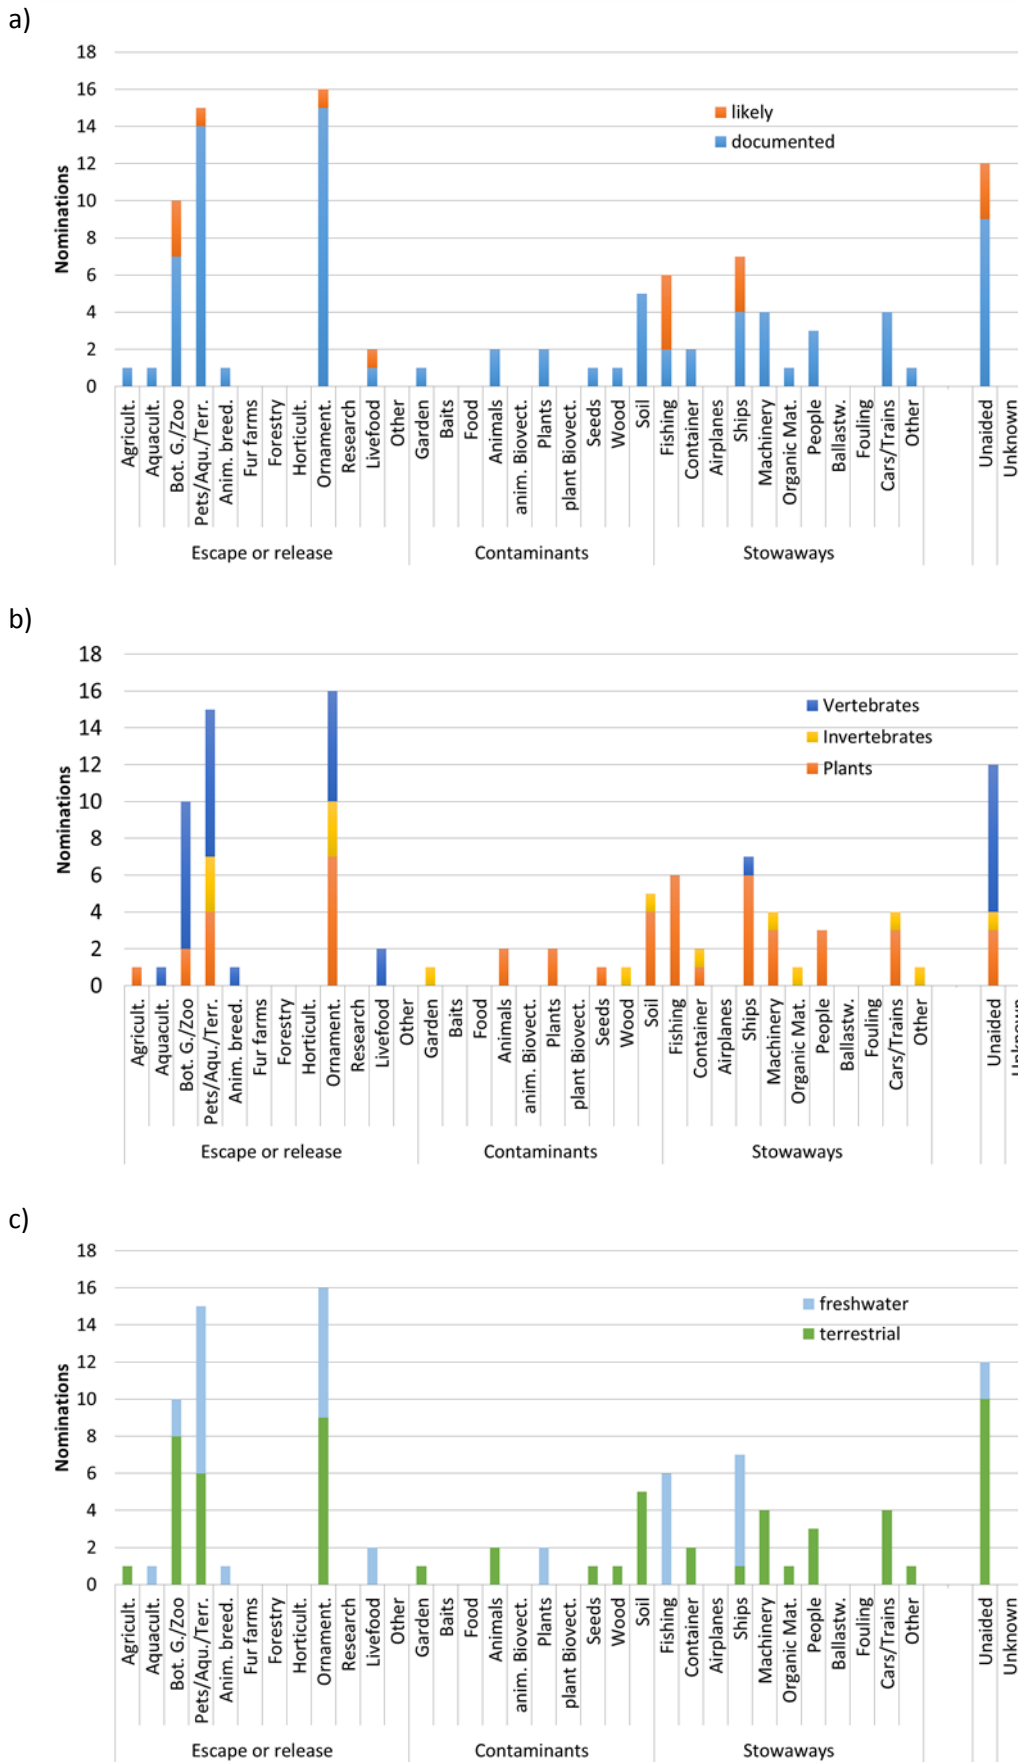 a)
18
16
14
12
10
8
6
4
2
0
Nominations
likely
documented
Agricult.
Aquacult.
Bot. G./Zoo
Pets/Aqu./Terr.
Anim. breed.
Fur farms
Forestry
Horticult.
Ornament.
Research
Livefood
Other
Garden
Baits
Food
Animals
anim. Biovect.
Plants
plant Biovect.
Seeds
Wood
Soil
Fishing
Container
Airplanes
Ships
Machinery
Organic Mat.
People
Ballastw.
Fouling
Cars/Trains
Other
Unaided
Unknown
Escape or release
Contaminants
Stowaways
b)
18
16
14
12
10
8
6
4
2
0
Nominations
Vertebrates
Invertebrates
Plants
Agricult.
Aquacult.
Bot. G./Zoo
Pets/Aqu./Terr.
Anim. breed.
Fur farms
Forestry
Horticult.
Ornament.
Research
Livefood
Other
Garden
Baits
Food
Animals
anim. Biovect.
Plants
plant Biovect.
Seeds
Wood
Soil
Fishing
Container
Airplanes
Ships
Machinery
Organic Mat.
People
Ballastw.
Fouling
Cars/Trains
Other
Unaided
Unknown
Escape or release
Contaminants
Stowaways
c)
18
16
14
12
10
8
6
4
2
0
Nominations
freshwater
terrestrial
Agricult.
Aquacult.
Bot. G./Zoo
Pets/Aqu./Terr.
Anim. breed.
Fur farms
Forestry
Horticult.
Ornament.
Research
Livefood
Other
Garden
Baits
Food
Animals
anim. Biovect.
Plants
plant Biovect.
Seeds
Wood
Soil
Fishing
Container
Airplanes
Ships
Machinery
Organic Mat.
People
Ballastw.
Fouling
Cars/Trains
Other
Unaided
Unknown
Escape or release
Contaminants
Stowaways